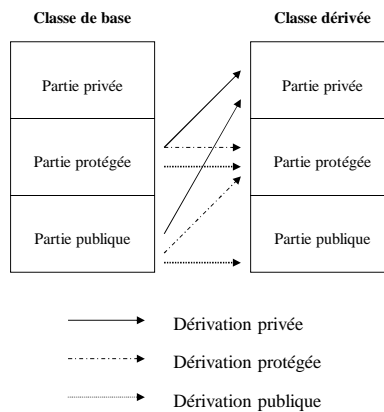 Classe de base
Classe dérivée
Partie privée
Partie privée
Partie protégée
Partie protégée
Partie publique
Partie publique
Dérivation privée
Dérivation protégée
Dérivation publique